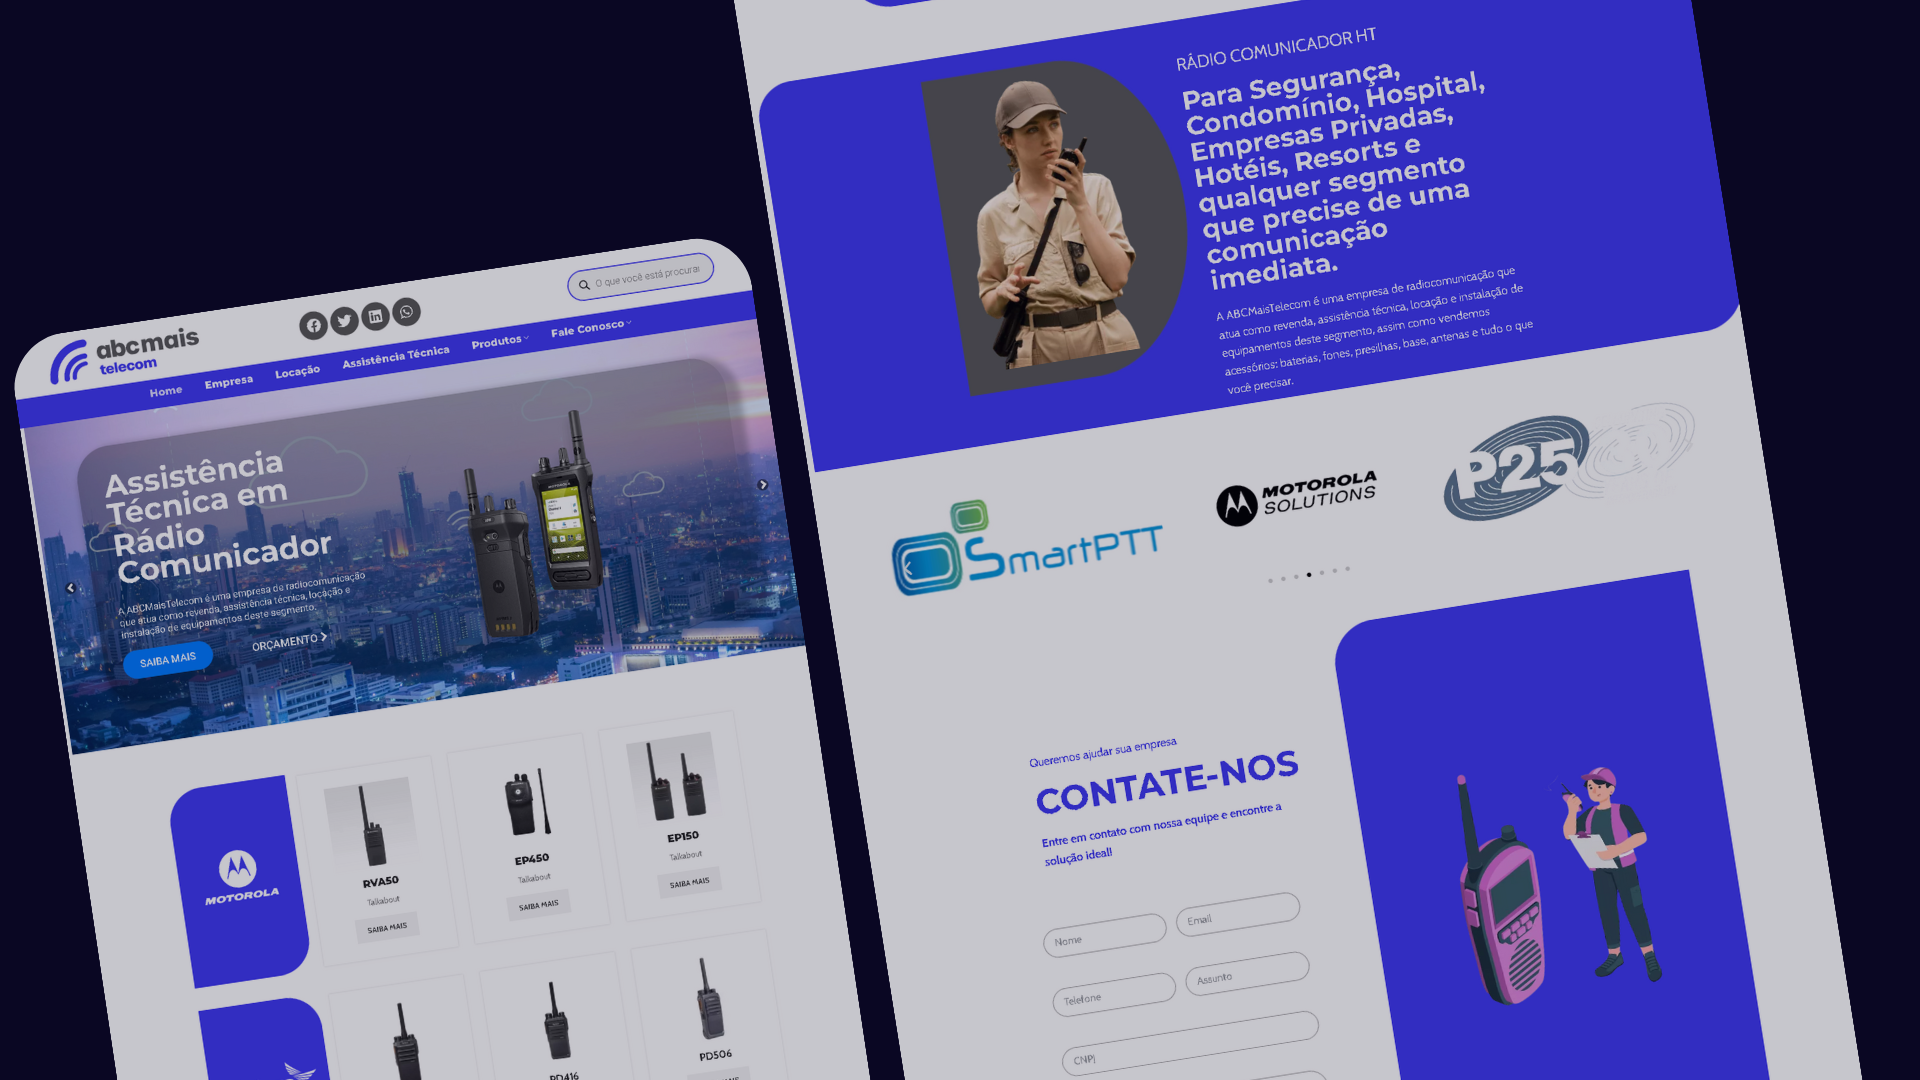 abcmais
telecom
O que você está procurar
Home
Empresa
Locação
Assistência Técnica
Produtos
Fale Conosco
Assistência
Técnica em
Rádio
Comunicador
A ABCMaisTelecom é uma empresa de radiocomunicação
que atua como revenda, assistência técnica, locação e
instalação de equipamentos deste segmento.
SAIBA MAIS
ORÇAMENTO
MOTOROLA
RVA50
Talkabout
SAIBA MAIS
EP450
Talkabout
SAIBA MAIS
EP150
Talkabout
SAIBA MAIS
PD416
PD506
RÁDIO COMUNICADOR HT
Para Segurança,
Condomínio, Hospital,
Empresas Privadas,
Hotéis, Resorts e
qualquer segmento
que precise de uma
comunicação
imediata.
A ABCMaisTelecom é uma empresa de radiocomunicação que
atua como revenda, assistência técnica, locação e instalação de
equipamentos deste segmento, assim como vendemos
acessórios: baterias, fones, presilhas, base, antenas e tudo o que
você precisar.
SmartPTT
MOTOROLA
SOLUTIONS
P25
Queremos ajudar sua empresa
CONTATE-NOS
Entre em contato com nossa equipe e encontre a
solução ideal!
Nome
Email
Telefone
Assunto
CNPJ